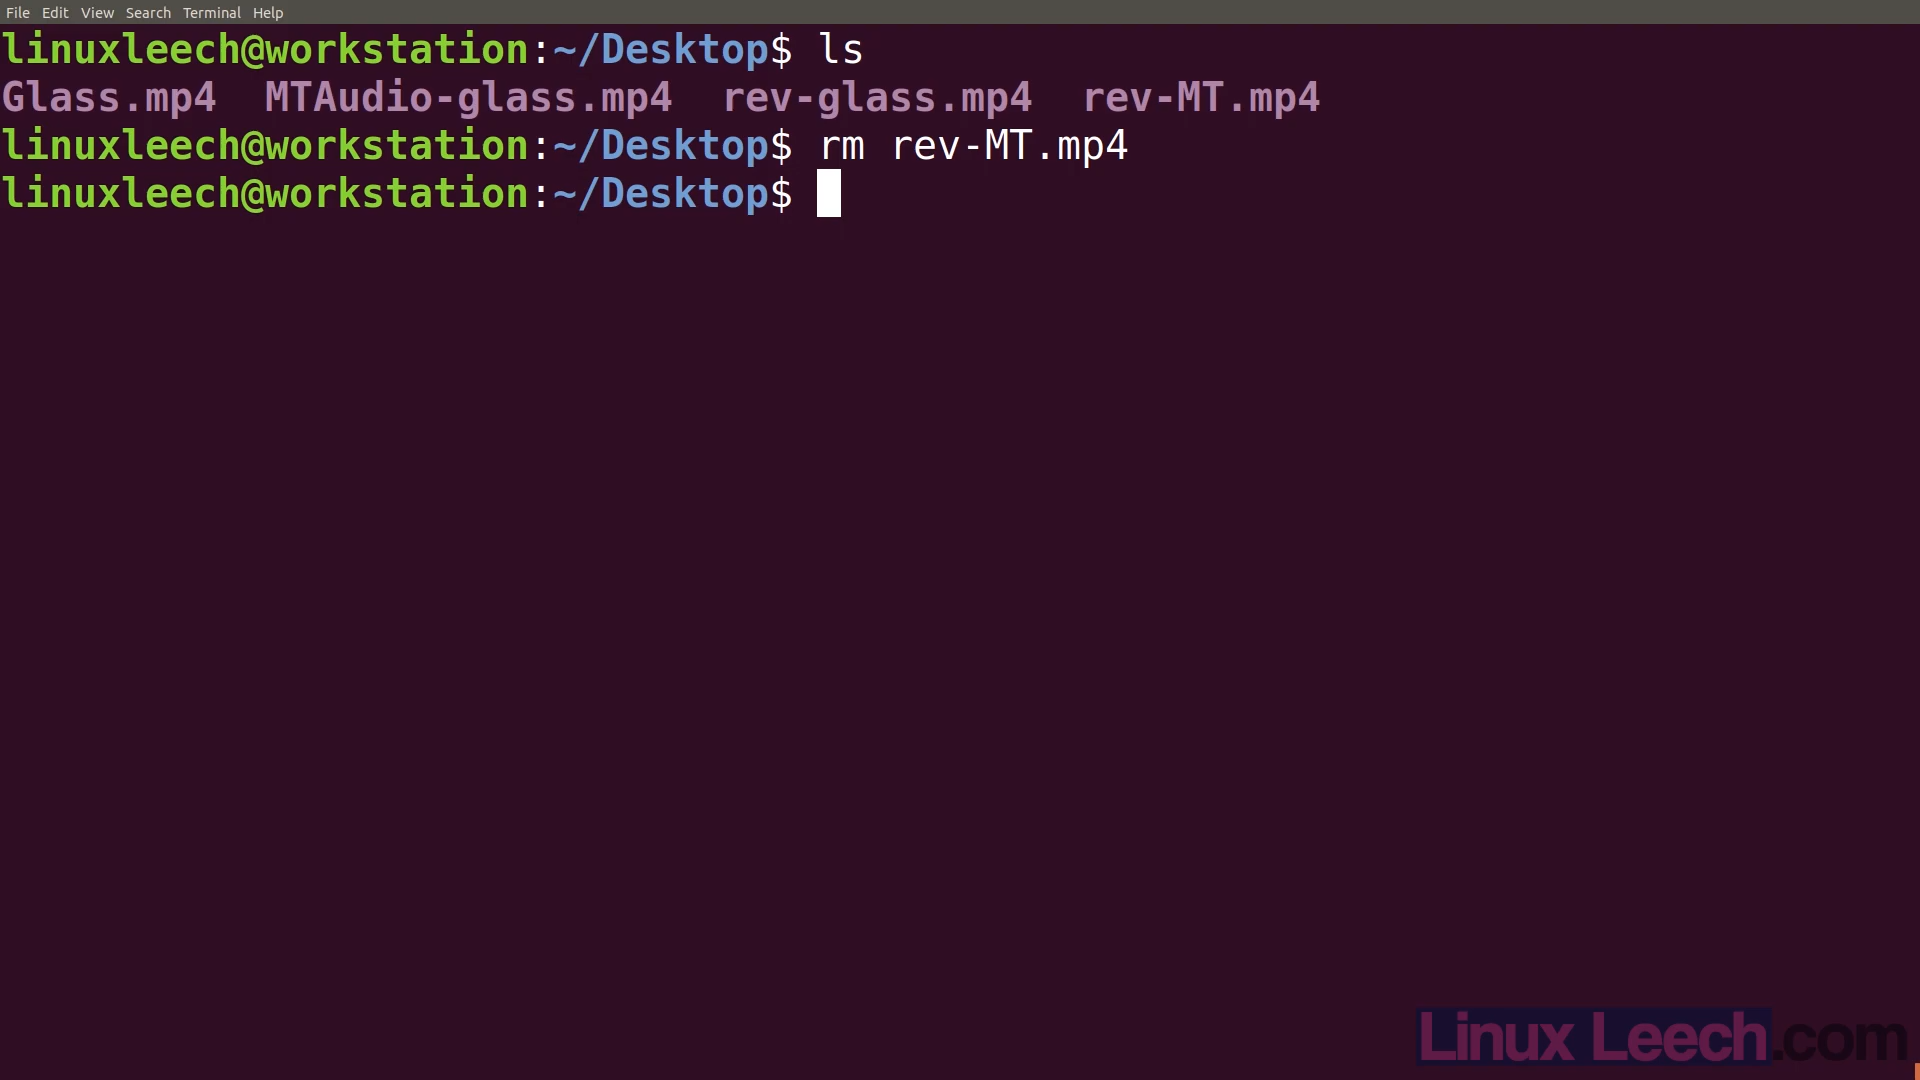 File Edit View Search Terminal Help
linuxleech@workstation:~/Desktop$ ls
Glass.mp4  MTAudio-glass.mp4  rev-glass.mp4  rev-MT.mp4
linuxleech@workstation:~/Desktop$ rm rev-MT.mp4
linuxleech@workstation:~/Desktop$
Linux Leech.com